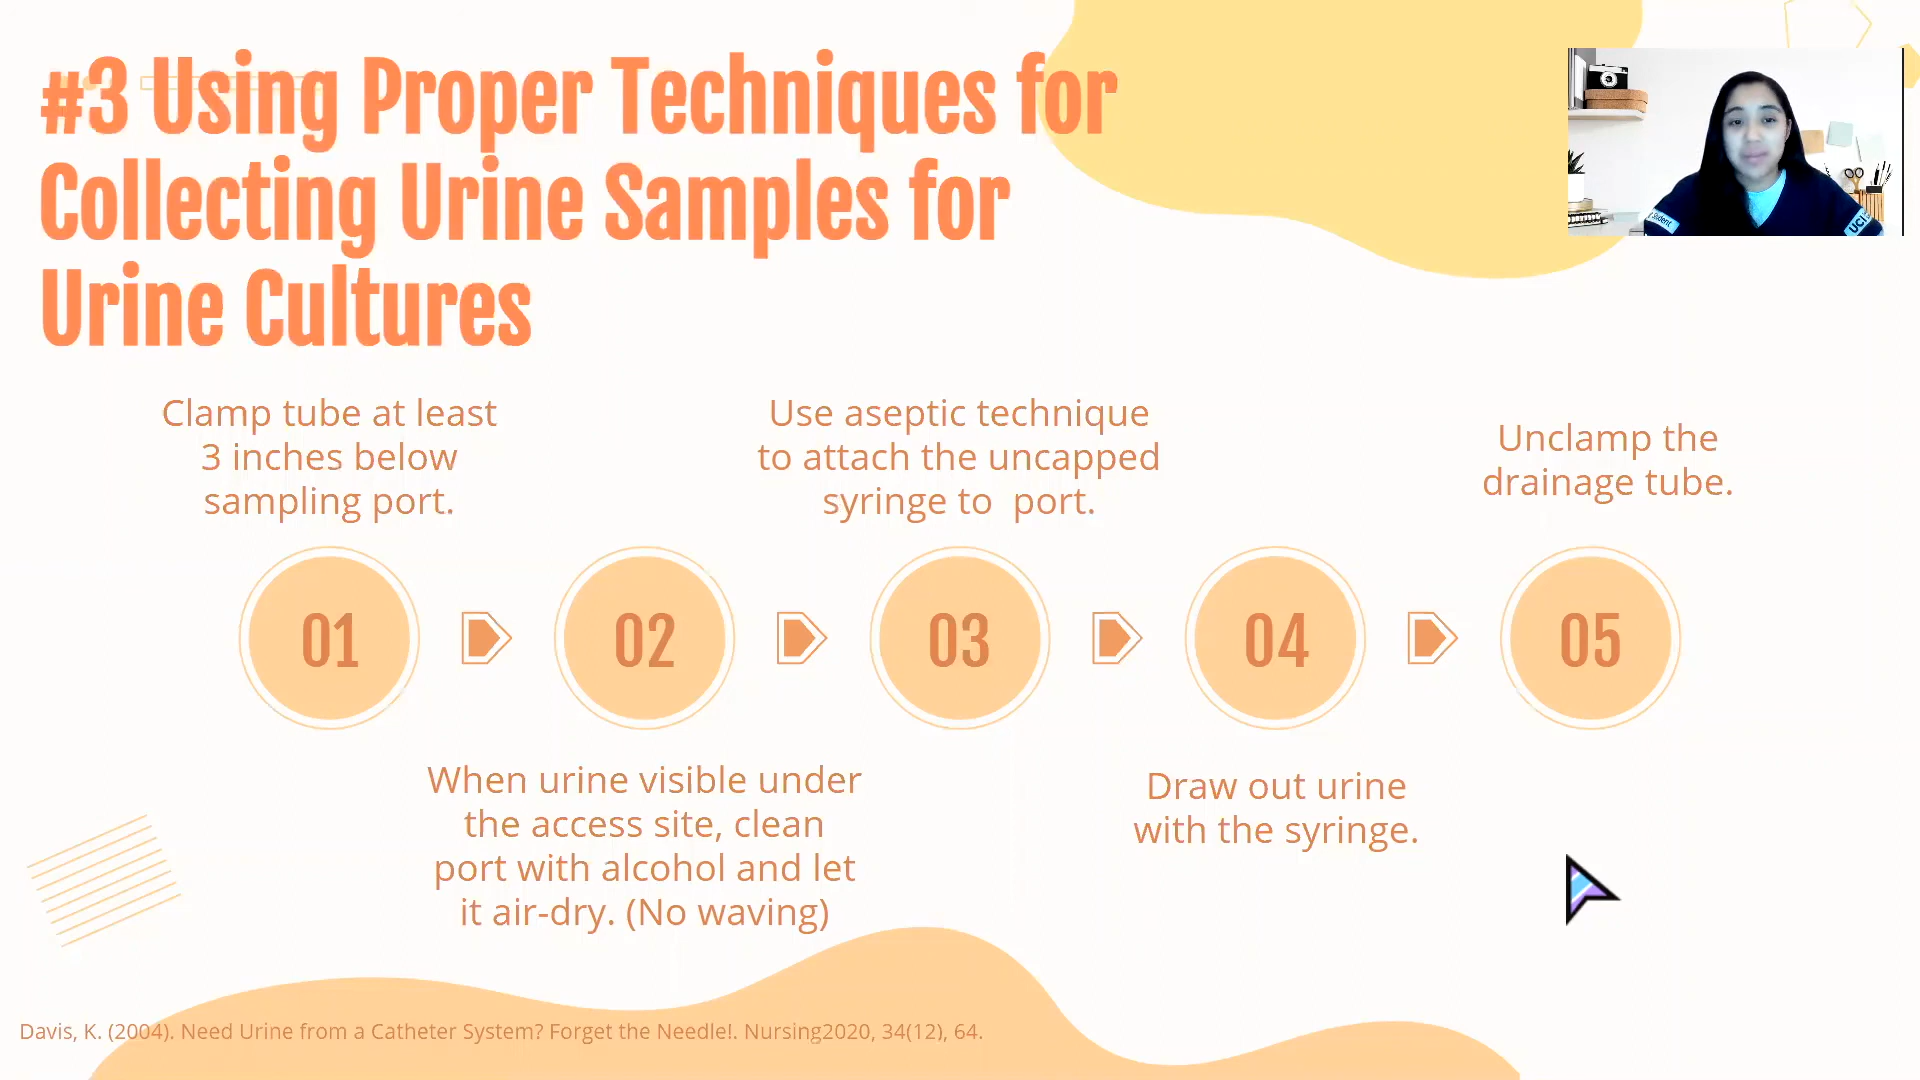 #3 Using Proper Techniques for
Collecting Urine Samples for
Urine Cultures
Clamp tube at least
3 inches below
sampling port.
Use aseptic technique
to attach the uncapped
syringe to  port.
Unclamp the
drainage tube.
01
02
03
04
05
When urine visible under
the access site, clean
port with alcohol and let
it air-dry. (No waving)
Draw out urine
with the syringe.
Davis, K. (2004). Need Urine from a Catheter System? Forget the Needle!. Nursing2020, 34(12), 64.
UCI